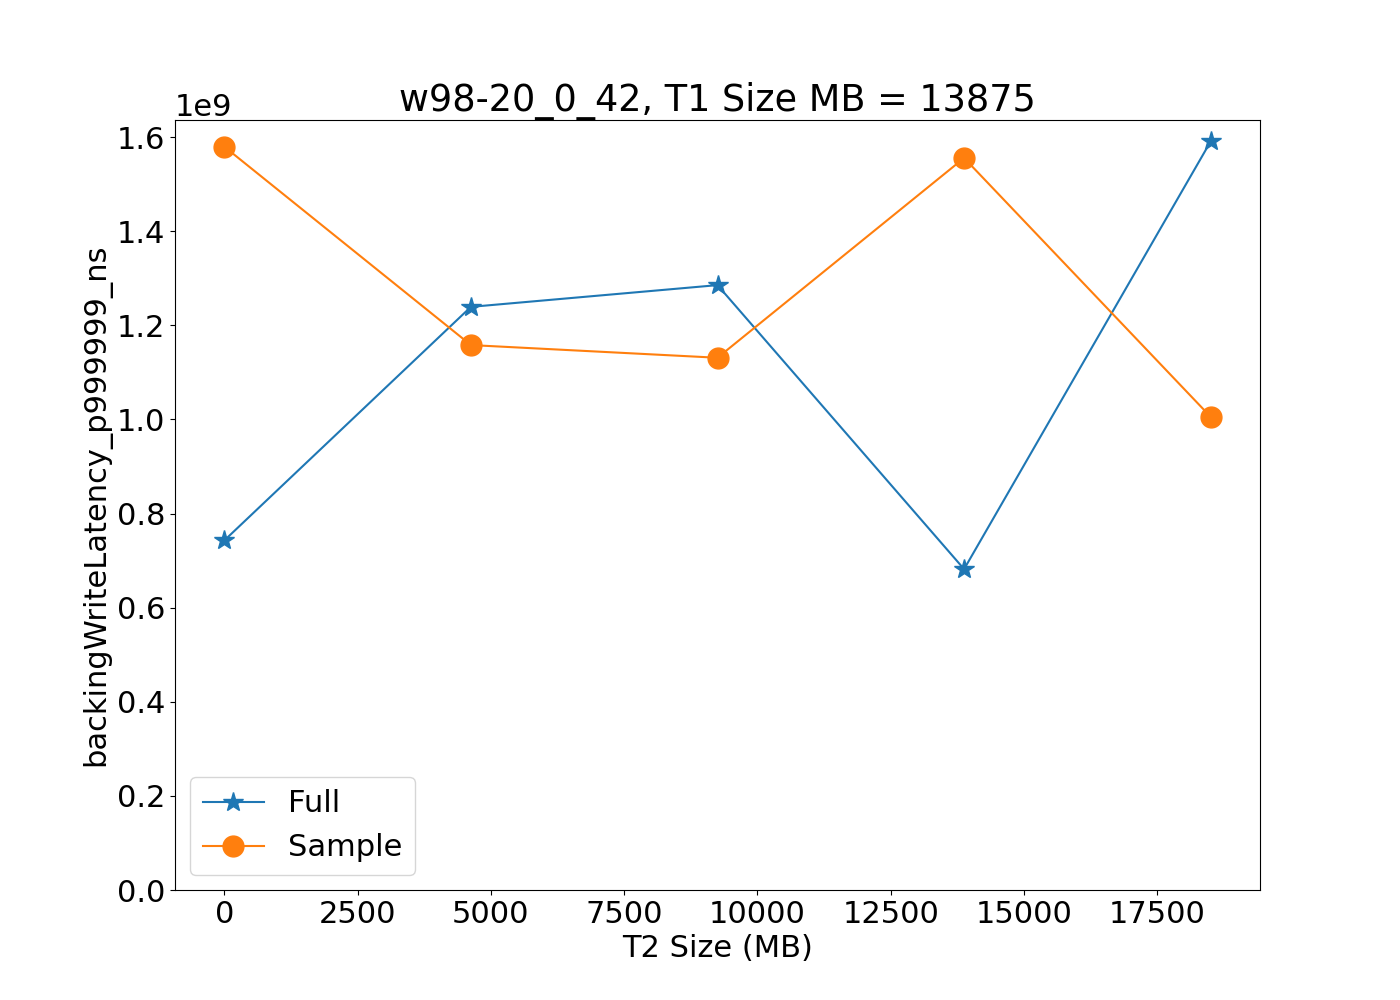 w98-20_0_42, T1 Size MB = 13875
1e9
1.6
1.4
1.2
1.0
0.8
0.6
0.4
0.2
0.0
backingWriteLatency_p999999_ns
Full
Sample
0 2500 5000 7500 10000 12500 15000 17500
T2 Size (MB)